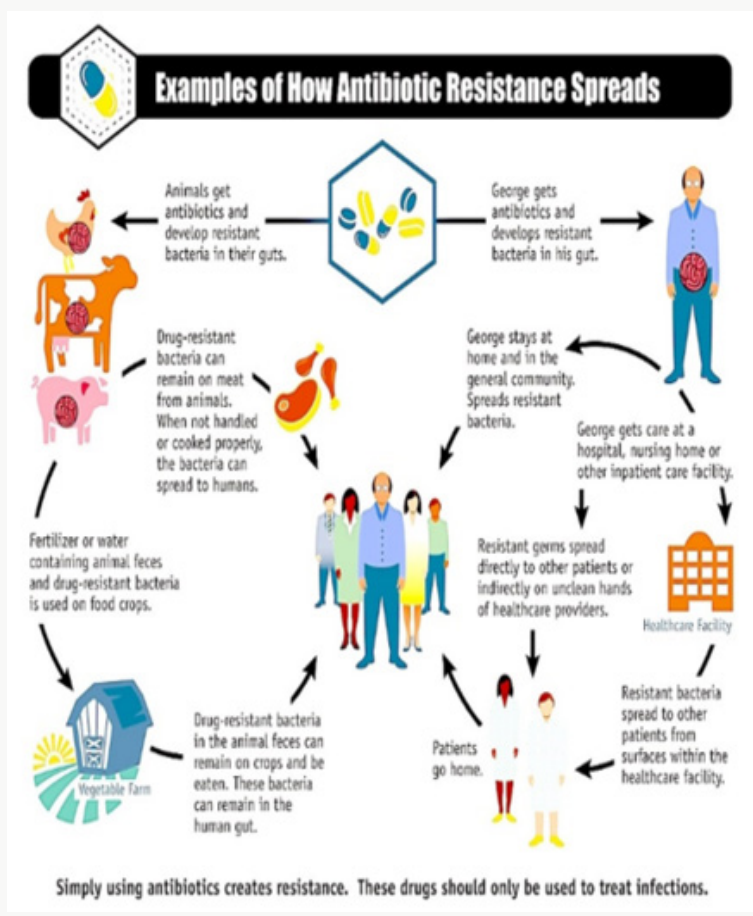 Examples of How Antibiotic Resistance Spreads
Animals get
antibiotics and
develop resistant
bacteria in their guts.
George gets
antibiotics and
develops resistant
bacteria in his gut.
Drug-resistant
bacteria can
remain on meat
from animals.
When not handled
or cooked properly,
the bacteria can
spread to humans.
George stays at
home and in the
general community.
Spreads resistant
bacteria.
George gets care at a
hospital, nursing home or
other inpatient care facility.
Fertilizer or water
containing animal feces
and drug-resistant bacteria
is used on food crops.
Resistant germs spread
directly to other patients or
indirectly on unclean hands
of healthcare providers.
Healthcare Facility
Vegetable Farm
Drug-resistant bacteria
in the animal feces can
remain on crops and be
eaten. These bacteria
can remain in the
human gut.
Patients
go home.
Resistant bacteria
spread to other
patients from
surfaces within the
healthcare facility.
Simply using antibiotics creates resistance. These drugs should only be used to treat infections.